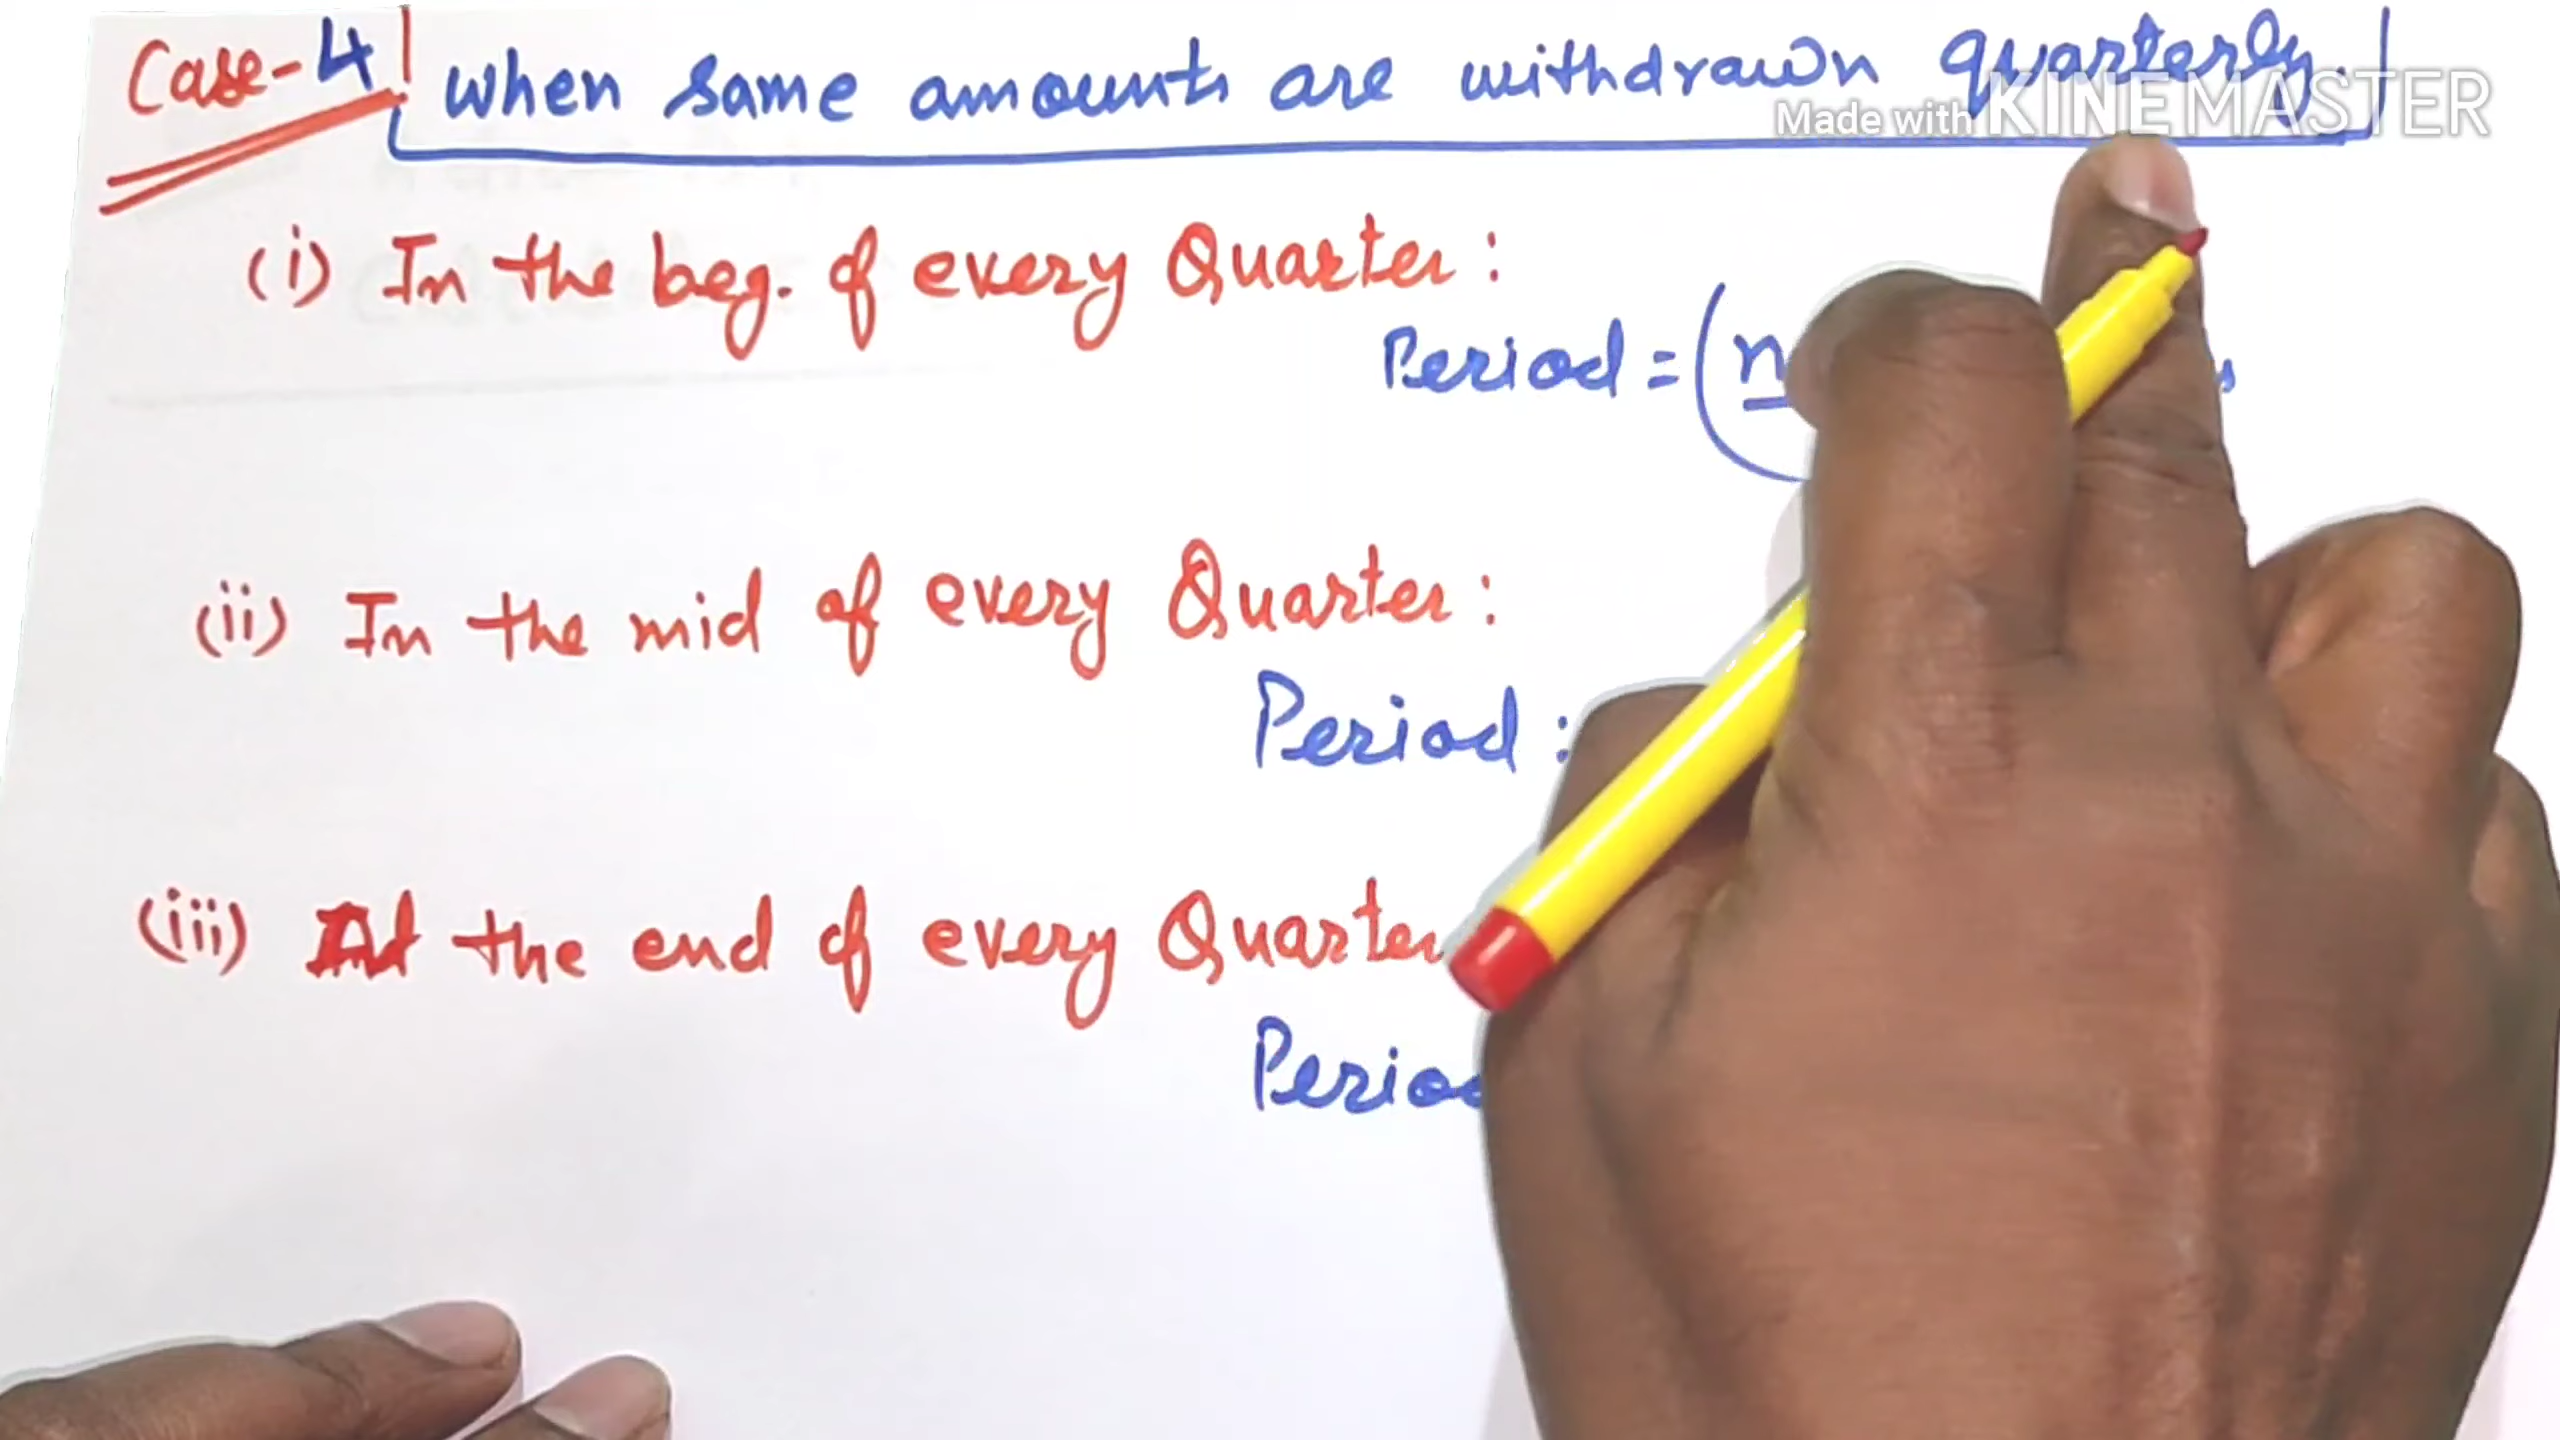 Case-4 when same amounts are withdrawn quarterly.
Made with KINEMASTER
(i) In the beg. of every Quarter:
Period = (n
(ii) In the mid of every Quarter:
Period :
(iii) At the end of every Quarter
Period